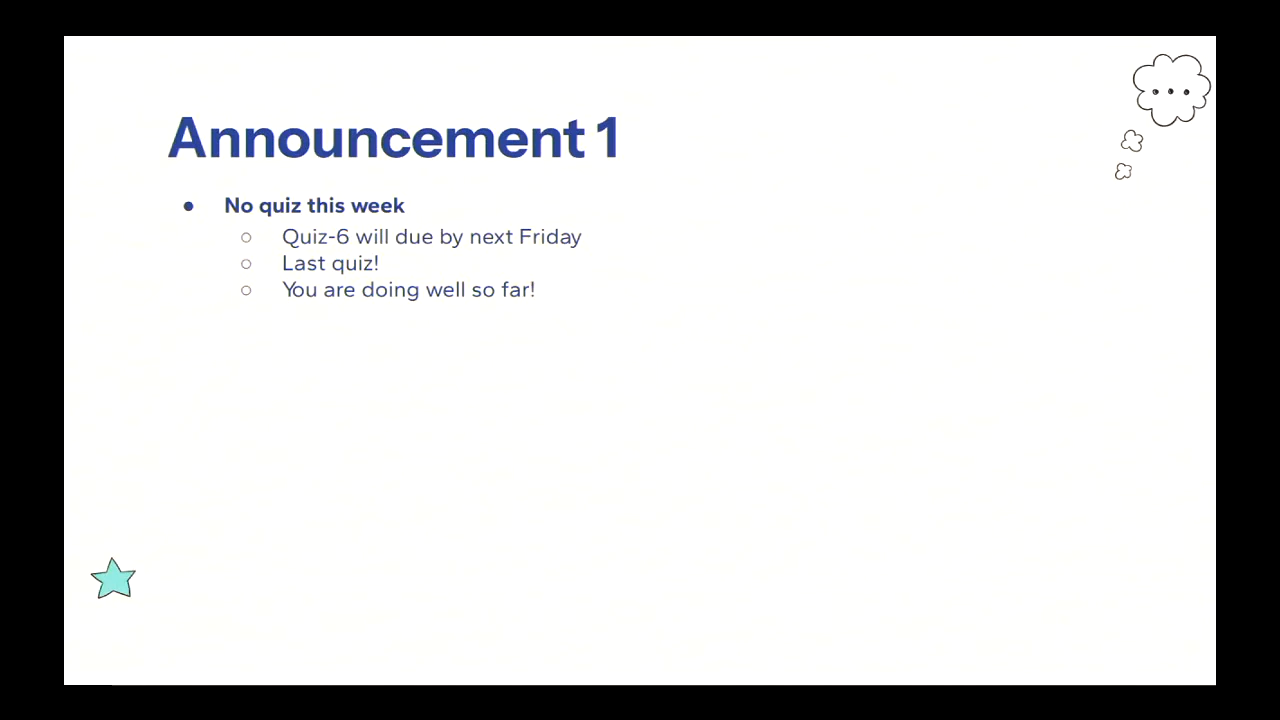 Announcement 1
● No quiz this week
○ Quiz-6 will due by next Friday
○ Last quiz!
○ You are doing well so far!